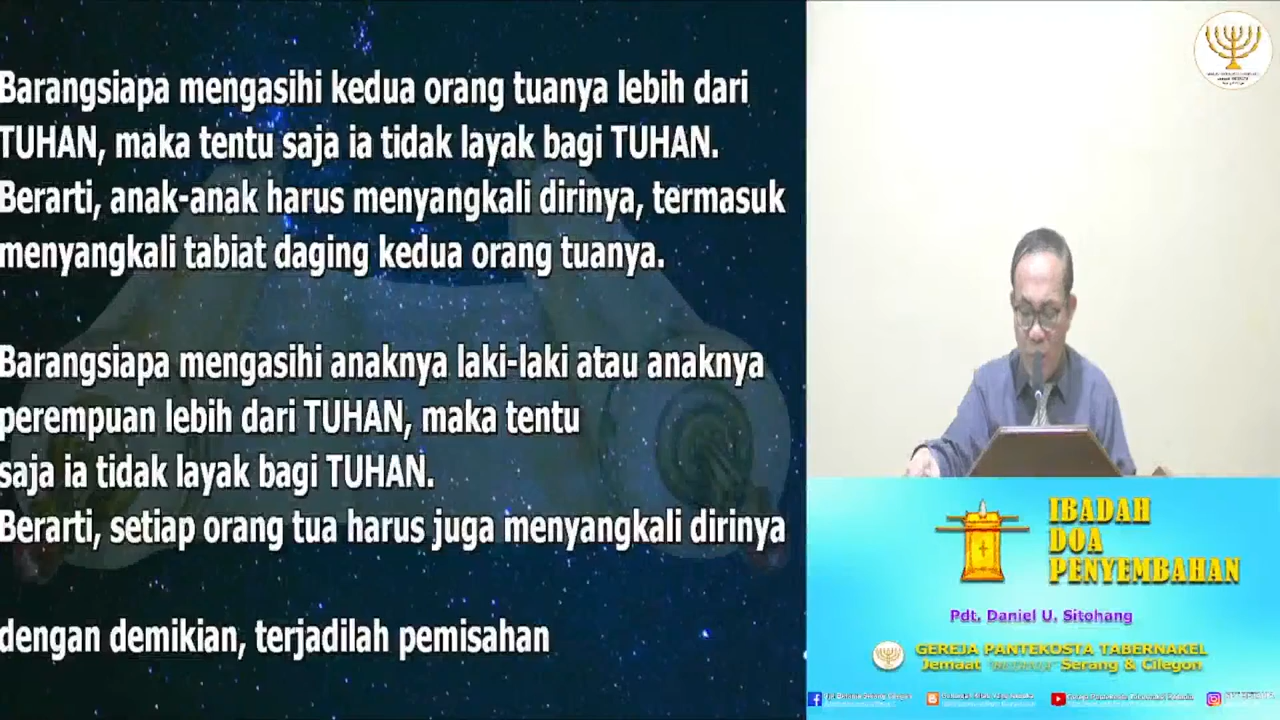 Barangsiapa mengasihi kedua orang tuanya lebih dari
TUHAN, maka tentu saja ia tidak layak bagi TUHAN.
Berarti, anak-anak harus menyangkali dirinya, termasuk
menyangkali tabiat daging kedua orang tuanya.
Barangsiapa mengasihi anaknya laki-laki atau anaknya
perempuan lebih dari TUHAN, maka tentu
saja ia tidak layak bagi TUHAN.
Berarti, setiap orang tua harus juga menyangkali dirinya
dengan demikian, terjadilah pemisahan
IBADAH
DOA
PENYEMBAHAN
Pdt. Daniel U. Sitohang
GEREJA PANTEKOSTA TABERNAKEL
Jemaat Serang & Cilegon